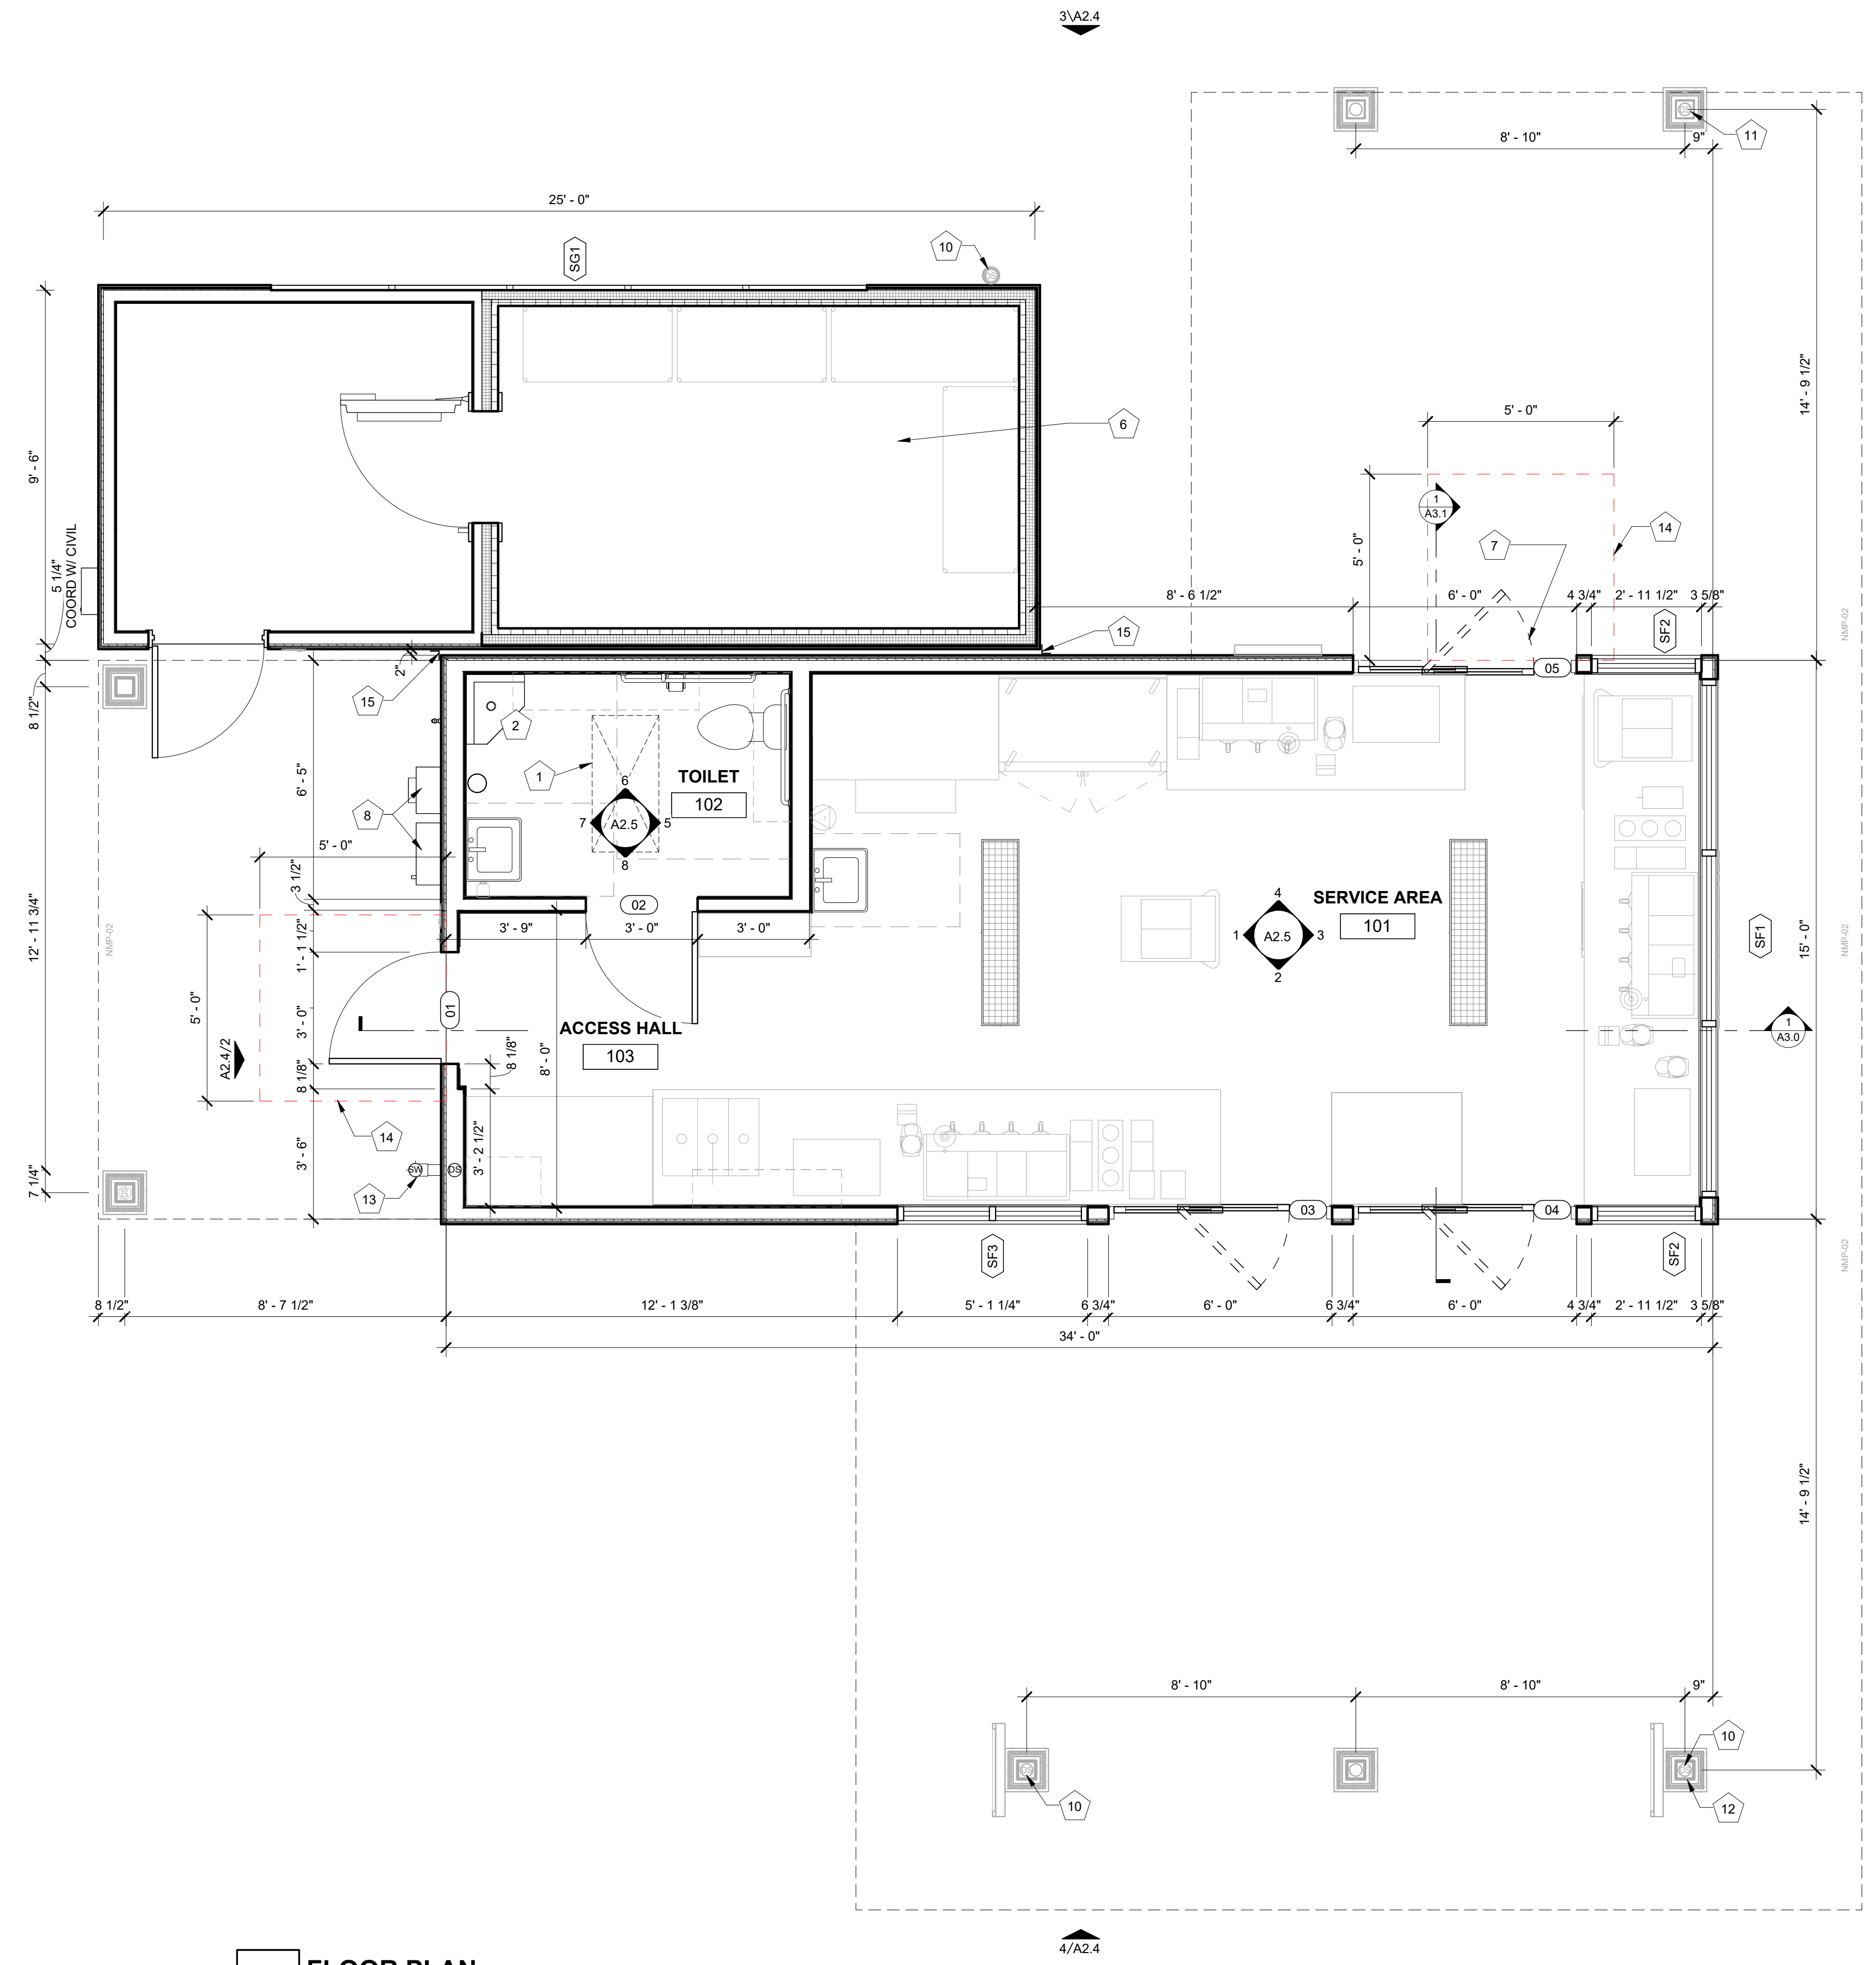 3\A2.4
8' - 10"
9"
11
25' - 0"
SG1
10
14' - 9 1/2"
9' - 6"
6
5' - 0"
1
A3.1
7
14
5' - 0"
COORD W/ CIVIL
5 1/4"
8' - 6 1/2"
6' - 0"
4 3/4"
2' - 11 1/2"
3 5/8"
NMP-02
SF2
15
2"
15
05
8 1/2"
2
1
TOILET
102
6
7
A2.5
5
8
6' - 5"
8
5' - 0"
3 1/2"
02
3' - 9"
3' - 0"
3' - 0"
SERVICE AREA
101
4
1
A2.5
3
2
SF1
15' - 0"
NMP-02
12' - 11 3/4"
NMP-02
1' - 1 1/2"
5' - 0"
3' - 0"
01
ACCESS HALL
103
8 1/8"
8' - 0"
1
A3.0
A2.4/2
8 1/8"
14
3' - 6"
3' - 2 1/2"
7 1/4"
DS
SW
DS
13
03
04
SF3
SF2
NMP-02
8 1/2"
8' - 7 1/2"
12' - 1 3/8"
5' - 1 1/4"
6 3/4"
6' - 0"
6 3/4"
6' - 0"
4 3/4"
2' - 11 1/2"
3 5/8"
34' - 0"
14' - 9 1/2"
8' - 10"
8' - 10"
9"
10
DS
DS
10
12
4/A2.4
FLOOR PLAN